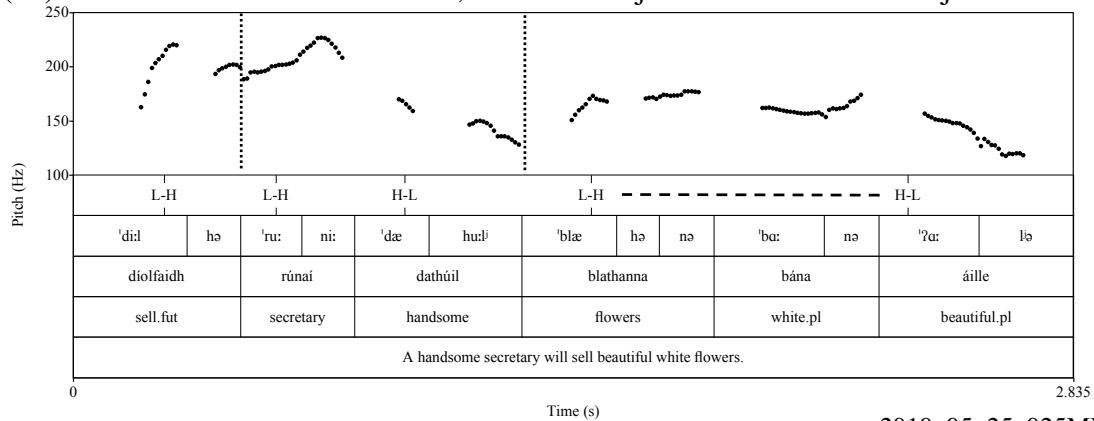 250
200
150
100
Pitch (Hz)
L-H L-H H-L L-H H-L
ˈdiːl hə ˈruː niː ˈdæ huːlʲ ˈblæ hə nə ˈbɑː nə ˈʔɑː lʲə
díolfaidh rúnaí dathúil blathanna bána áille
sell.fut secretary handsome flowers white.pl beautiful.pl
A handsome secretary will sell beautiful white flowers.
0 2.835
Time (s)